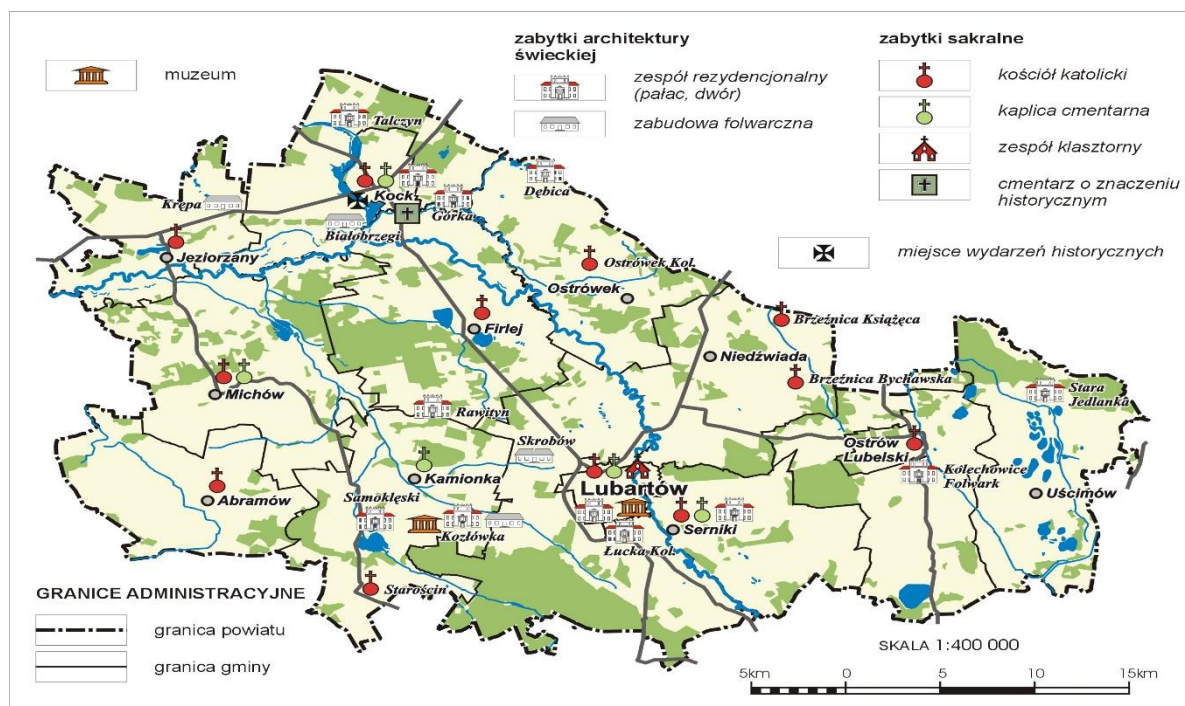 muzeum
zabytki architektury
świeckiej
zespół rezydencjonalny
(pałac, dwór)
zabudowa folwarczna
zabytki sakralne
kościół katolicki
kaplica cmentarna
zespół klasztorny
cmentarz o znaczeniu
historycznym
miejsce wydarzeń historycznych
Talczyn
Kock
Dębica
Górka
Krępa
Białobrzegi
Jeziorzany
Ostrówek Kol.
Ostrówek
Firlej
Brzeźnica Książęca
Niedźwiada
Brzeźnica Bychawska
Michów
Rawityn
Stara
Jedlanka
Skrobów
Ostrów
Lubelski
Kamionka
Lubartów
Kolechowice
Folwark
Abramów
Samoklęski
Uścimów
Kozłówka
Serniki
Łucka Kol.
Starościn
GRANICE ADMINISTRACYJNE
granica powiatu
granica gminy
SKALA 1:400 000
5km 0 5 10 15km